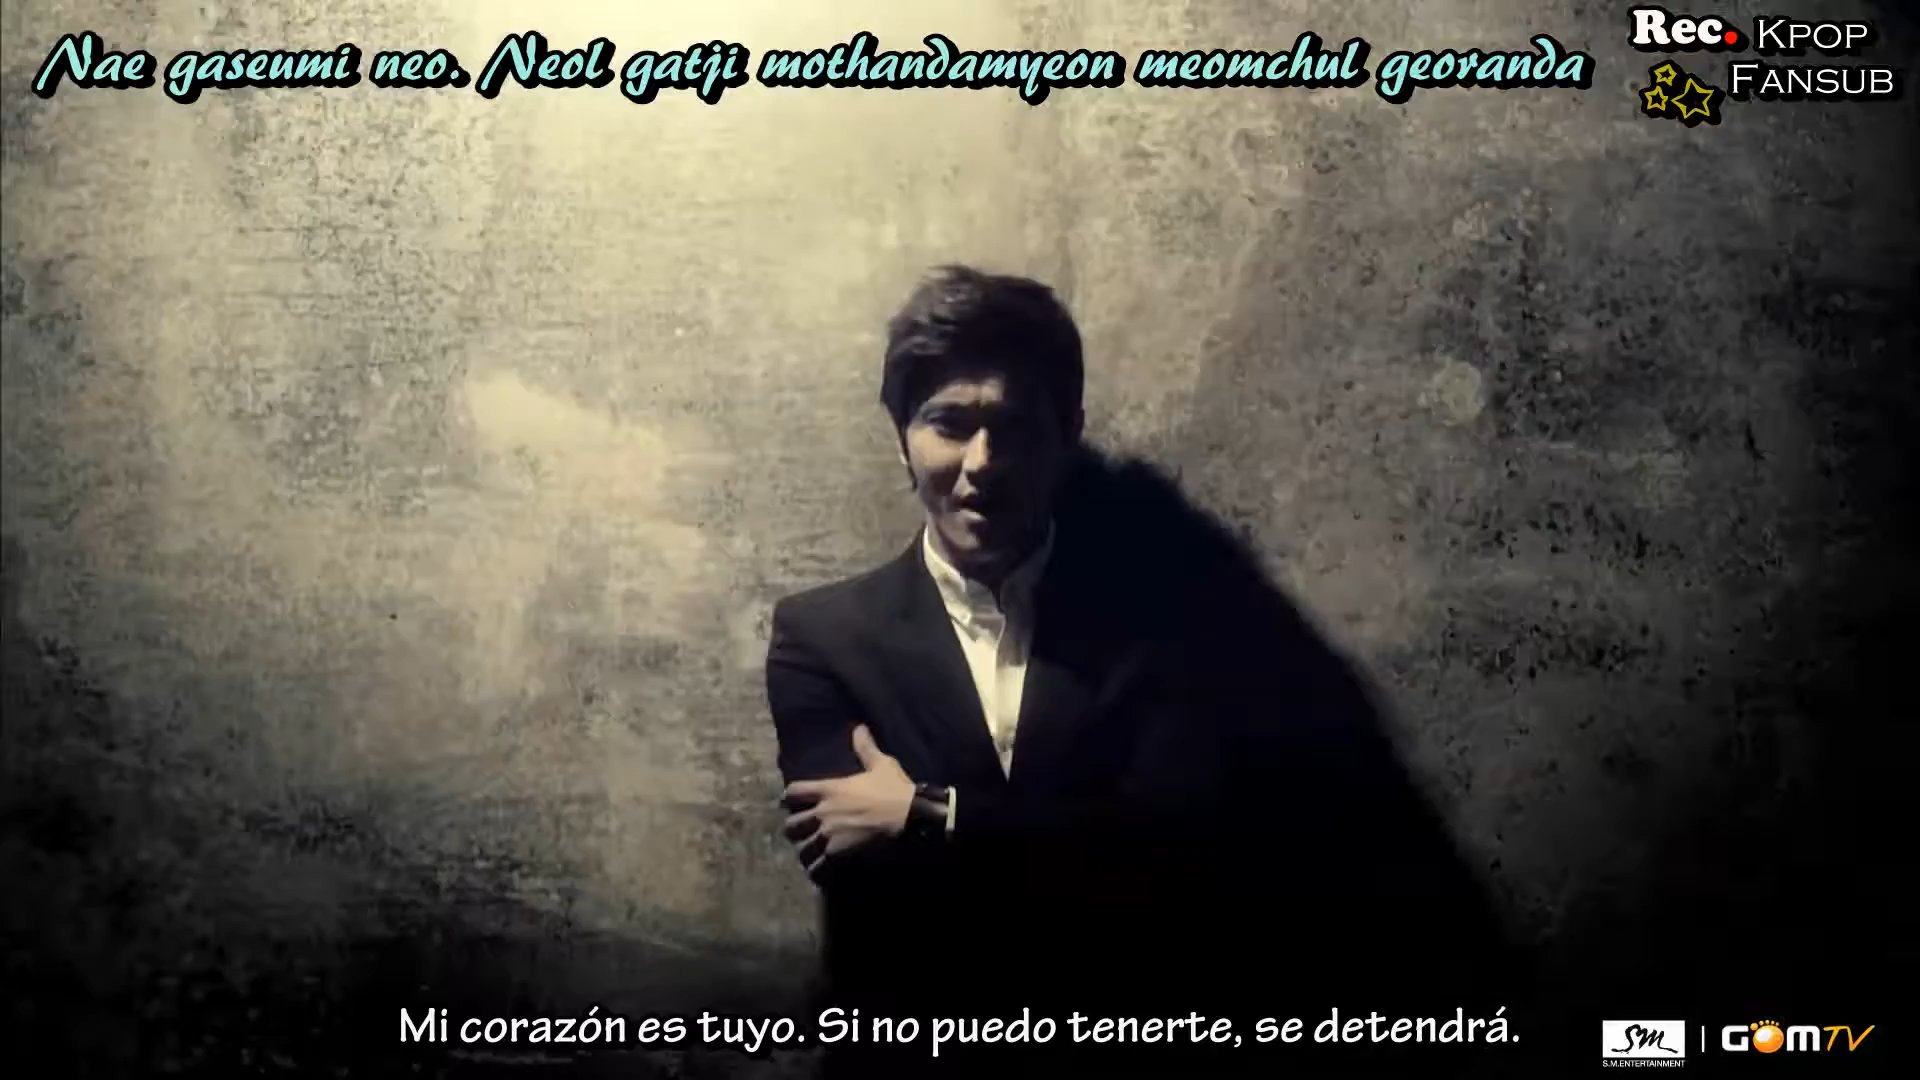 Nae gaseumi neo. Neol gatji mothandamyeon meomchul georanda
Rec. KPOP
FANSUB
Mi corazón es tuyo. Si no puedo tenerte, se detendrá.
SM
S.M.ENTERTAINMENT
GOMTV